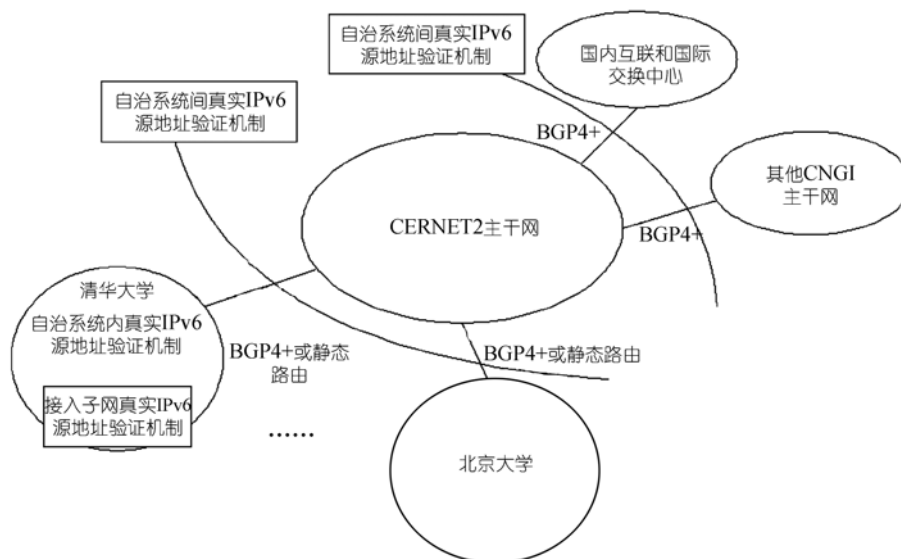 自治系统间真实IPv6
源地址验证机制
国内互联和国际
交换中心
自治系统间真实IPv6
源地址验证机制
BGP4+
其他CNGI
主干网
CERNET2主干网
BGP4+
清华大学
自治系统内真实IPv6
源地址验证机制
BGP4+或静态
路由
BGP4+或静态路由
接入子网真实IPv6
源地址验证机制
......
北京大学